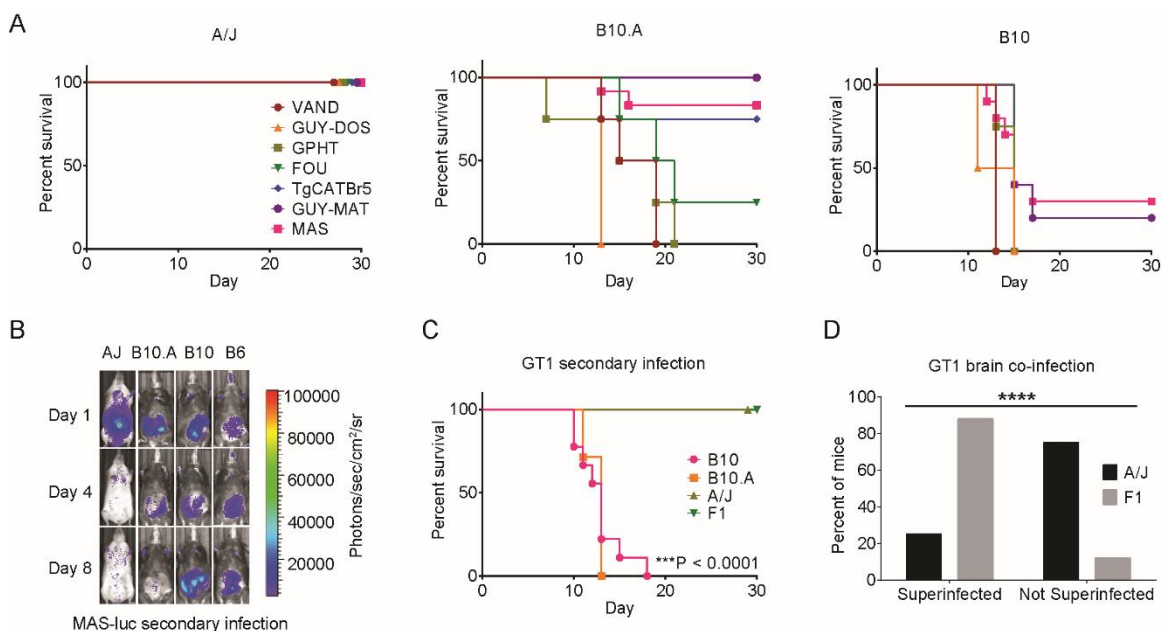 A
A/J
Percent survival
100
50
0
0 10 20 30
Day
VAND
GUY-DOS
GPHT
FOU
TgCATBr5
GUY-MAT
MAS
B10.A
Percent survival
100
50
0
0 10 20 30
Day
B10
Percent survival
100
50
0
0 10 20 30
Day
B
AJ B10.A B10 B6
Day 1
Day 4
Day 8
100000
80000
60000
40000
20000
Photons/sec/cm²/sr
MAS-luc secondary infection
C
GT1 secondary infection
Percent survival
100
50
0
0 10 20 30
Day
B10
B10.A
A/J
F1
***P < 0.0001
D
GT1 brain co-infection
Percent of mice
100
80
60
40
20
0
****
A/J
F1
Superinfected Not Superinfected